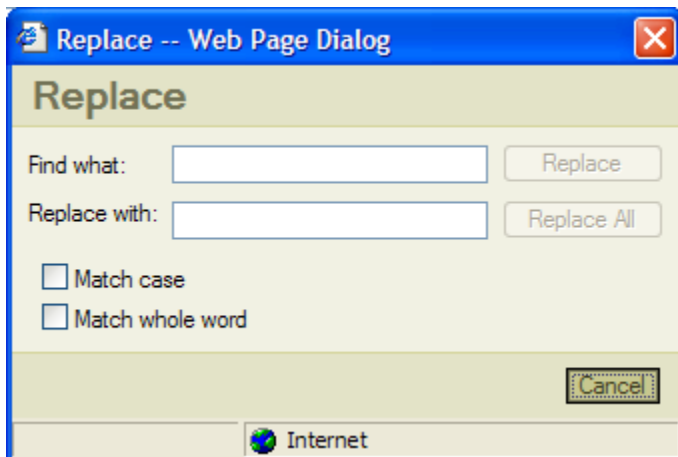 Replace -- Web Page Dialog
Replace
Find what:
Replace
Replace with:
Replace All
Match case
Match whole word
Cancel
Internet